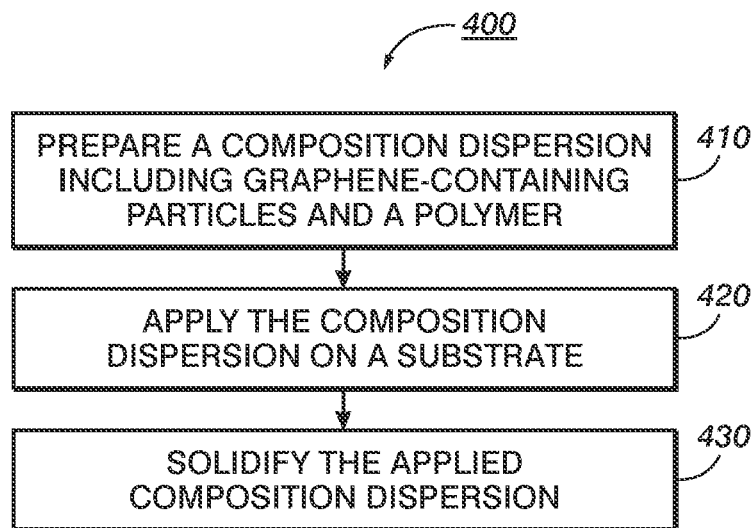 400
PREPARE A COMPOSITION DISPERSION
INCLUDING GRAPHENE-CONTAINING
PARTICLES AND A POLYMER
410
APPLY THE COMPOSITION
DISPERSION ON A SUBSTRATE
420
SOLIDIFY THE APPLIED
COMPOSITION DISPERSION
430